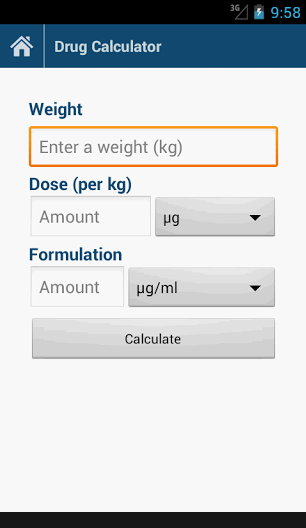 3G 9:58
Drug Calculator
Weight
Enter a weight (kg)
Dose (per kg)
Amount µg
Formulation
Amount µg/ml
Calculate